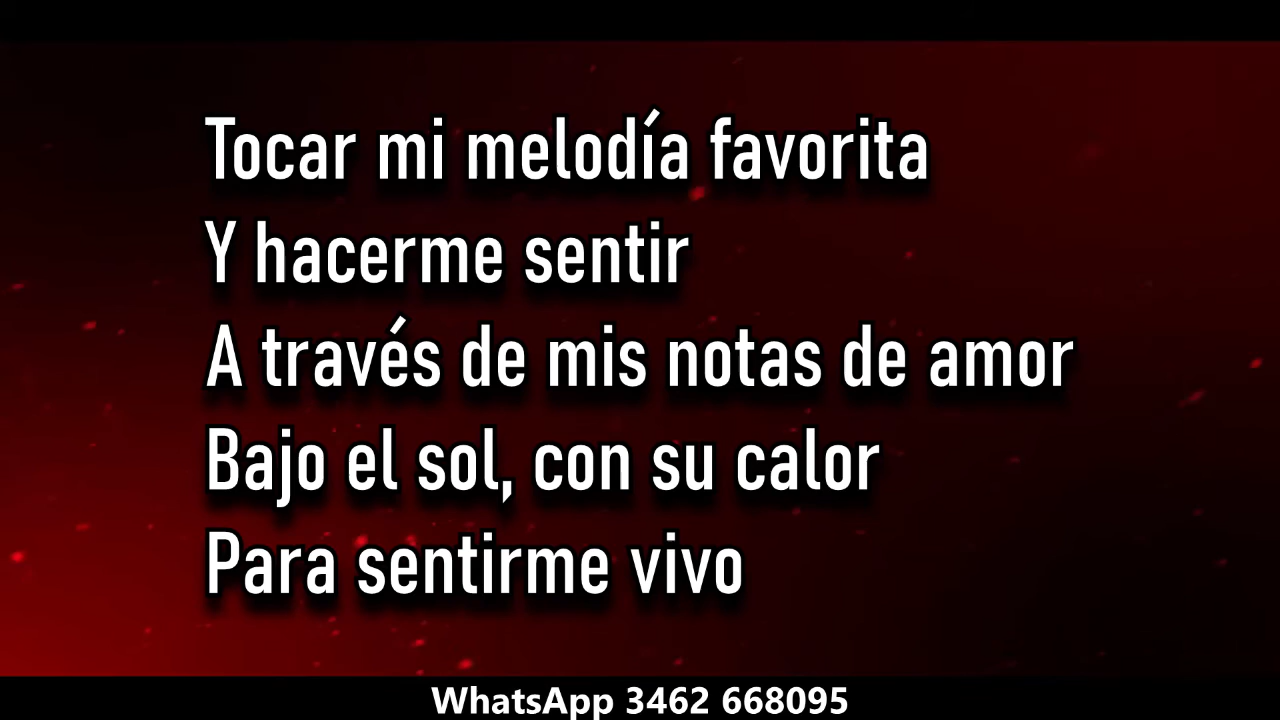 Tocar mi melodía favorita
Y hacerme sentir
A través de mis notas de amor
Bajo el sol, con su calor
Para sentirme vivo
WhatsApp 3462 668095